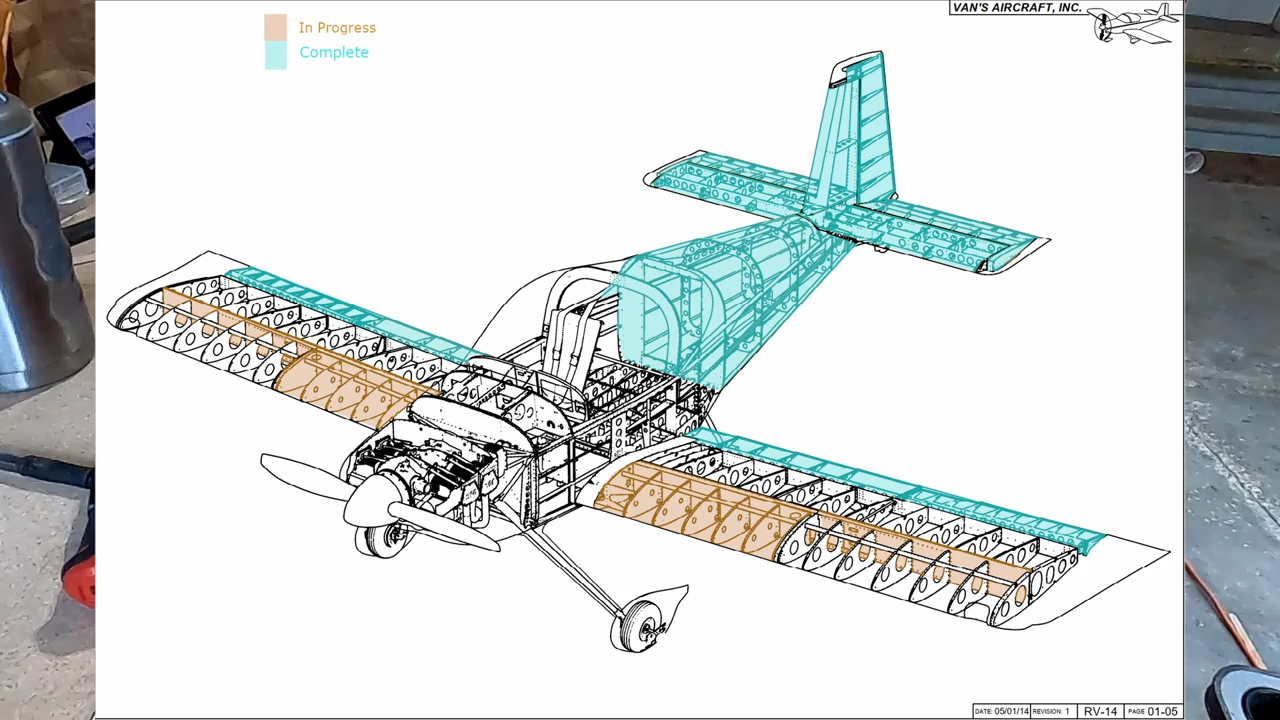 In Progress
Complete
VAN'S AIRCRAFT, INC.
DATE: 05/01/14 REVISION: 1 RV-14 PAGE 01-05